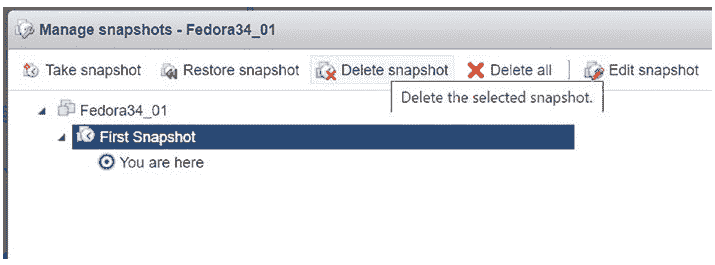 Manage snapshots - Fedora34_01
Take snapshot Restore snapshot Delete snapshot Delete all Edit snapshot
Delete the selected snapshot.
Fedora34_01
First Snapshot
You are here